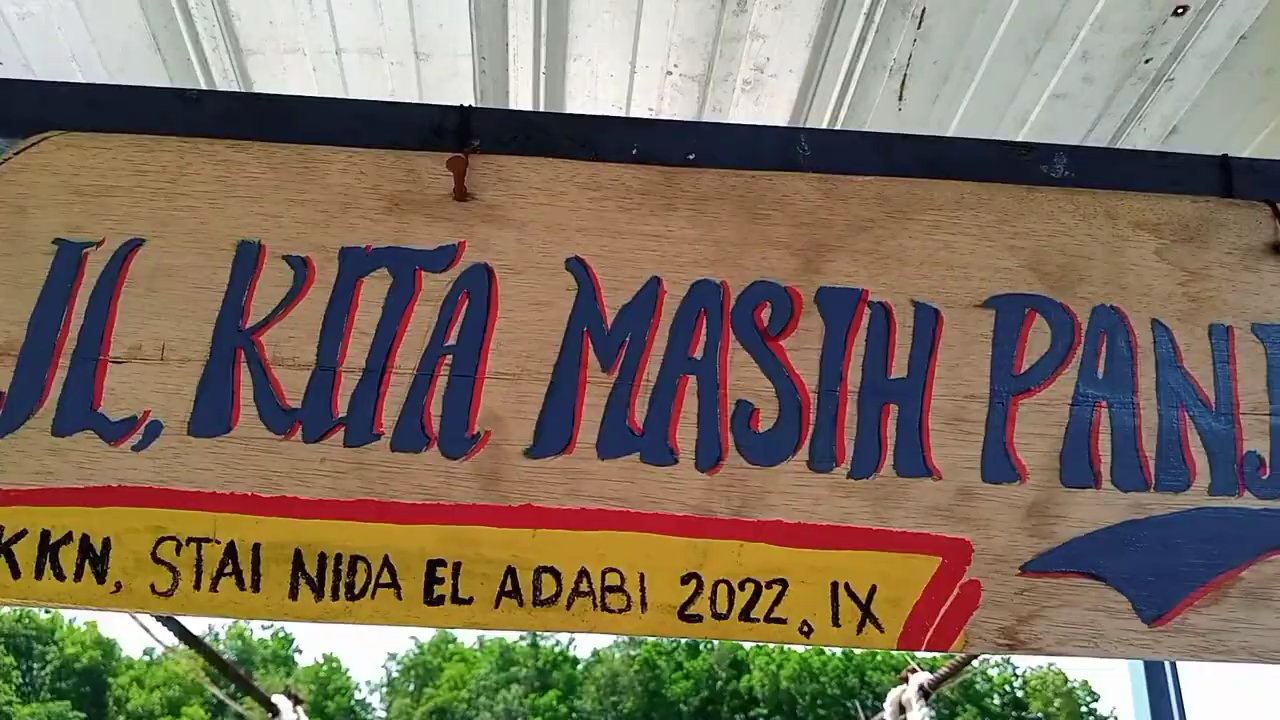 JL. KITA MASIH PANJ
KKN, STAI NIDA EL ADABI 2022. IX